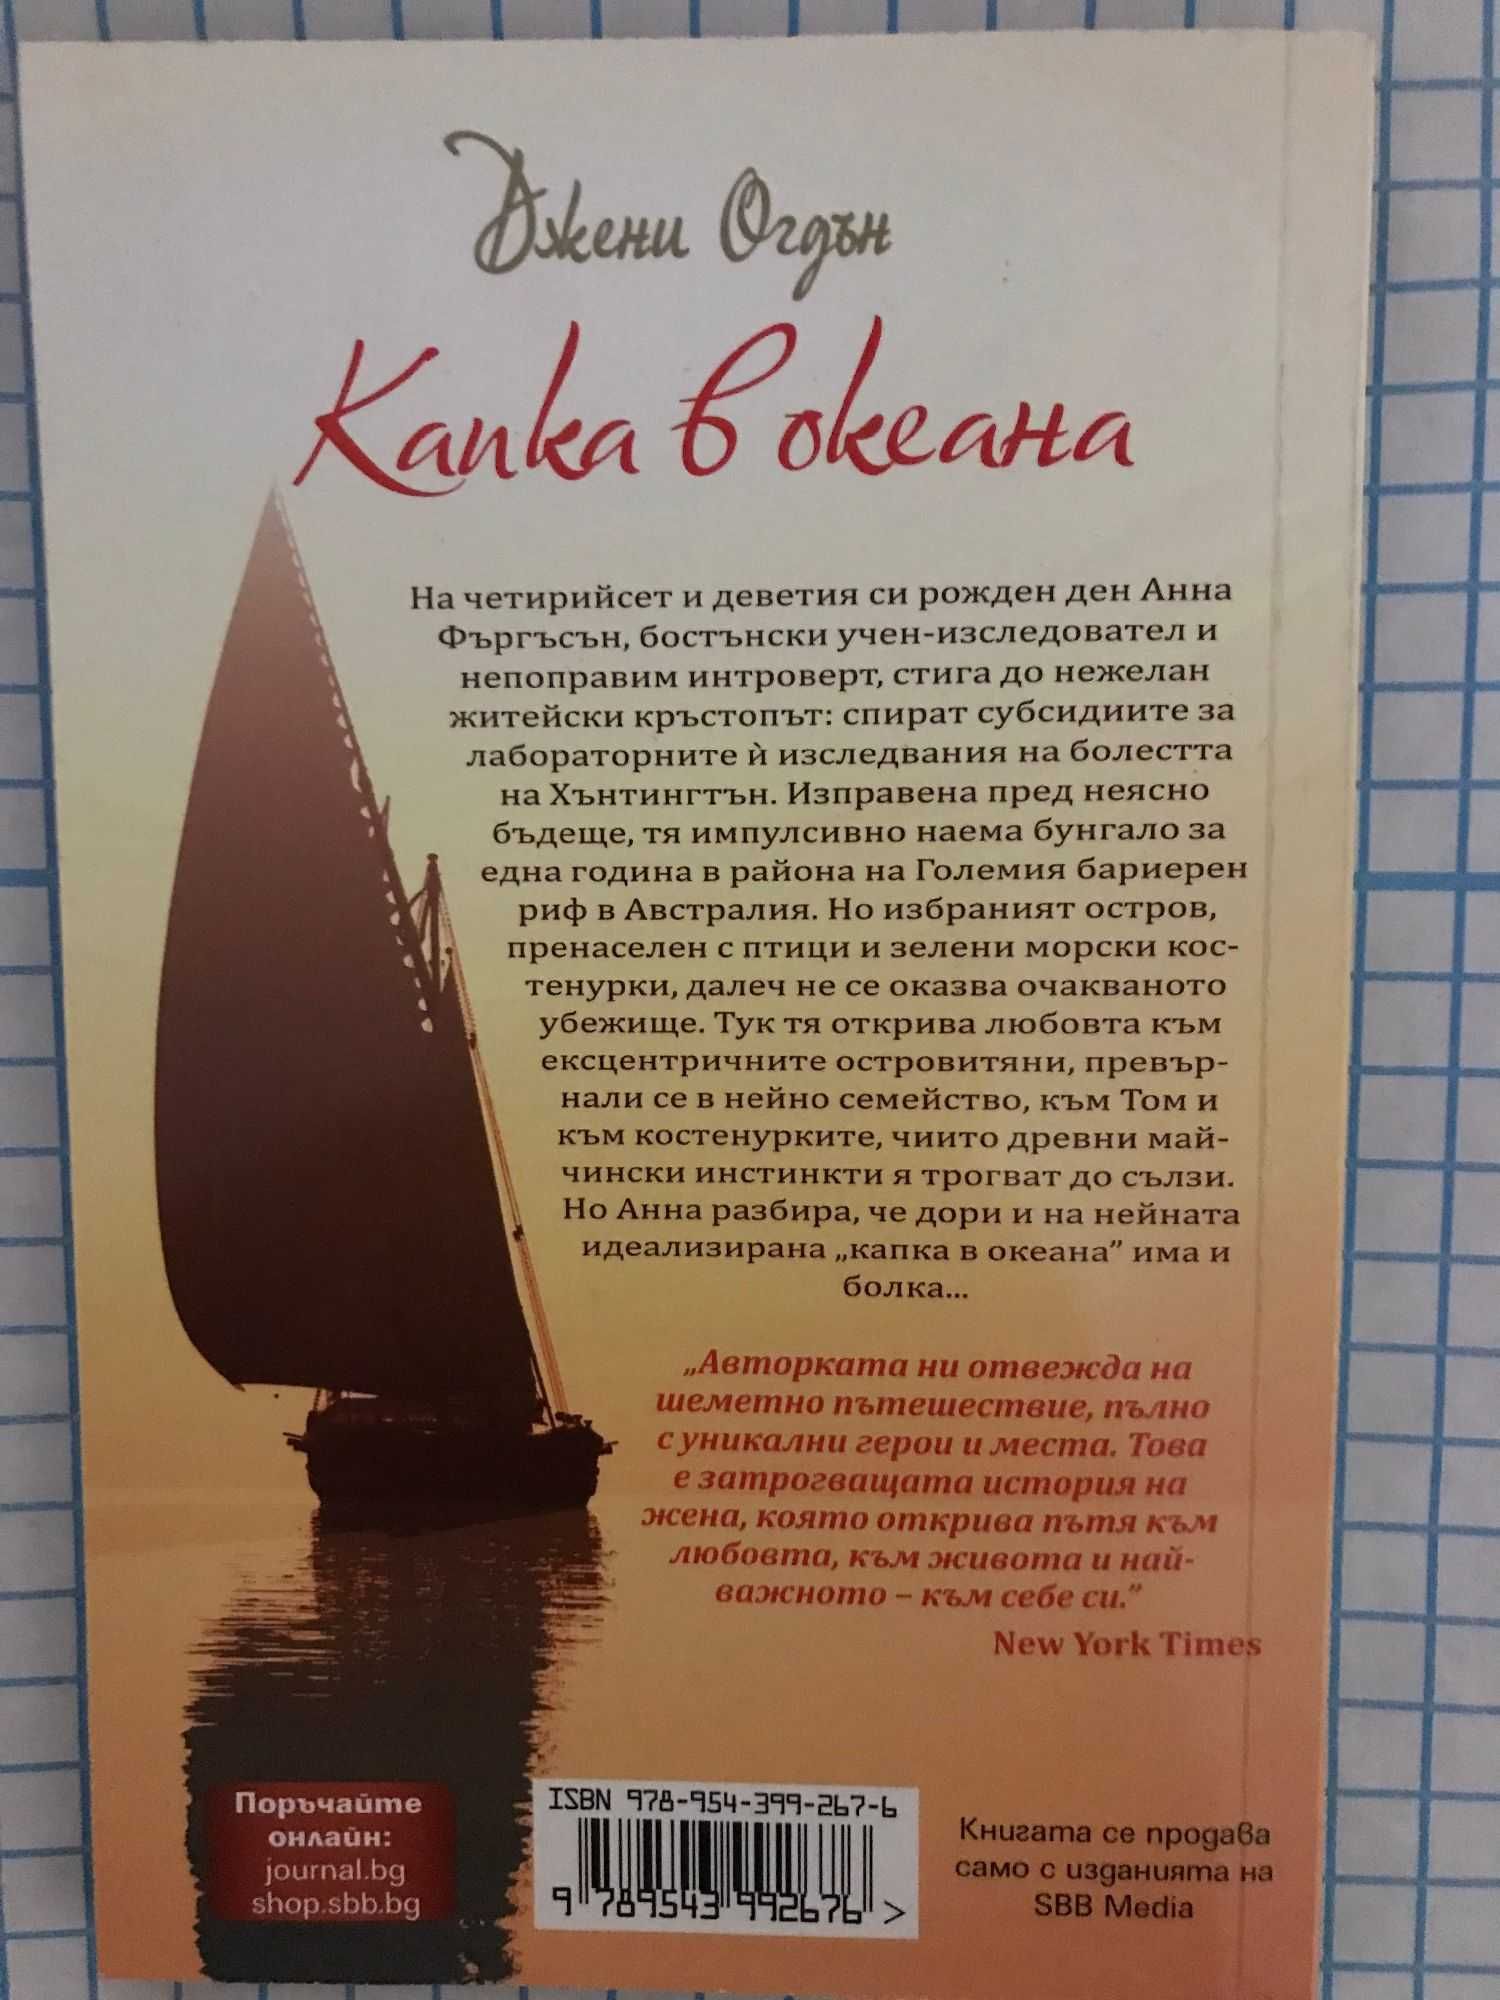 Джени Огдън
Капка в океана
На четирийсет и деветия си рожден ден Анна
Фъргъсън, бостънски учен-изследовател и
непоправим интроверт, стига до нежелан
житейски кръстопът: спират субсидиите за
лабораторните ѝ изследвания на болестта
на Хънтингтън. Изправена пред неясно
бъдеще, тя импулсивно наема бунгало за
една година в района на Големия бариерен
риф в Австралия. Но избраният остров,
пренаселен с птици и зелени морски кос-
тенурки, далеч не се оказва очакваното
убежище. Тук тя открива любовта към
ексцентричните островитяни, превър-
нали се в нейно семейство, към Том и
към костенурките, чиито древни май-
чински инстинкти я трогват до сълзи.
Но Анна разбира, че дори и на нейната
идеализирана „капка в океана” има и
болка...
„Авторката ни отвежда на
шеметно пътешествие, пълно
с уникални герои и места. Това
е затрогващата история на
жена, която открива пътя към
любовта, към живота и най-
важното – към себе си.”
New York Times
Поръчайте
онлайн:
journal.bg
shop.sbb.bg
ISBN 978-954-399-267-6
9 789543 992676 >
Книгата се продава
само с изданията на
SBB Media